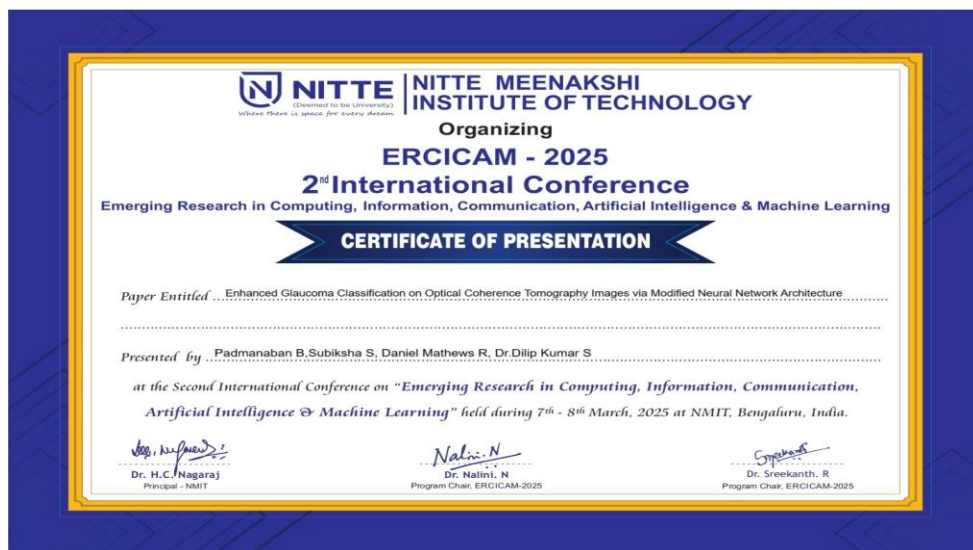 NITTE
(Deemed to be University)
Where there is space for every dream
NITTE MEENAKSHI
INSTITUTE OF TECHNOLOGY
Organizing
ERCICAM - 2025
2nd International Conference
Emerging Research in Computing, Information, Communication, Artificial Intelligence & Machine Learning
CERTIFICATE OF PRESENTATION
Paper Entitled Enhanced Glaucoma Classification on Optical Coherence Tomography Images via Modified Neural Network Architecture
Presented by Padmanaban B,Subiksha S, Daniel Mathews R, Dr.Dilip Kumar S
at the Second International Conference on "Emerging Research in Computing, Information, Communication,
Artificial Intelligence & Machine Learning" held during 7th - 8th March, 2025 at NMIT, Bengaluru, India.
Nalini. N
Sreekanth
Dr. H.C. Nagaraj
Principal - NMIT
Dr. Nalini. N
Program Chair, ERCICAM-2025
Dr. Sreekanth. R
Program Chair, ERCICAM-2025